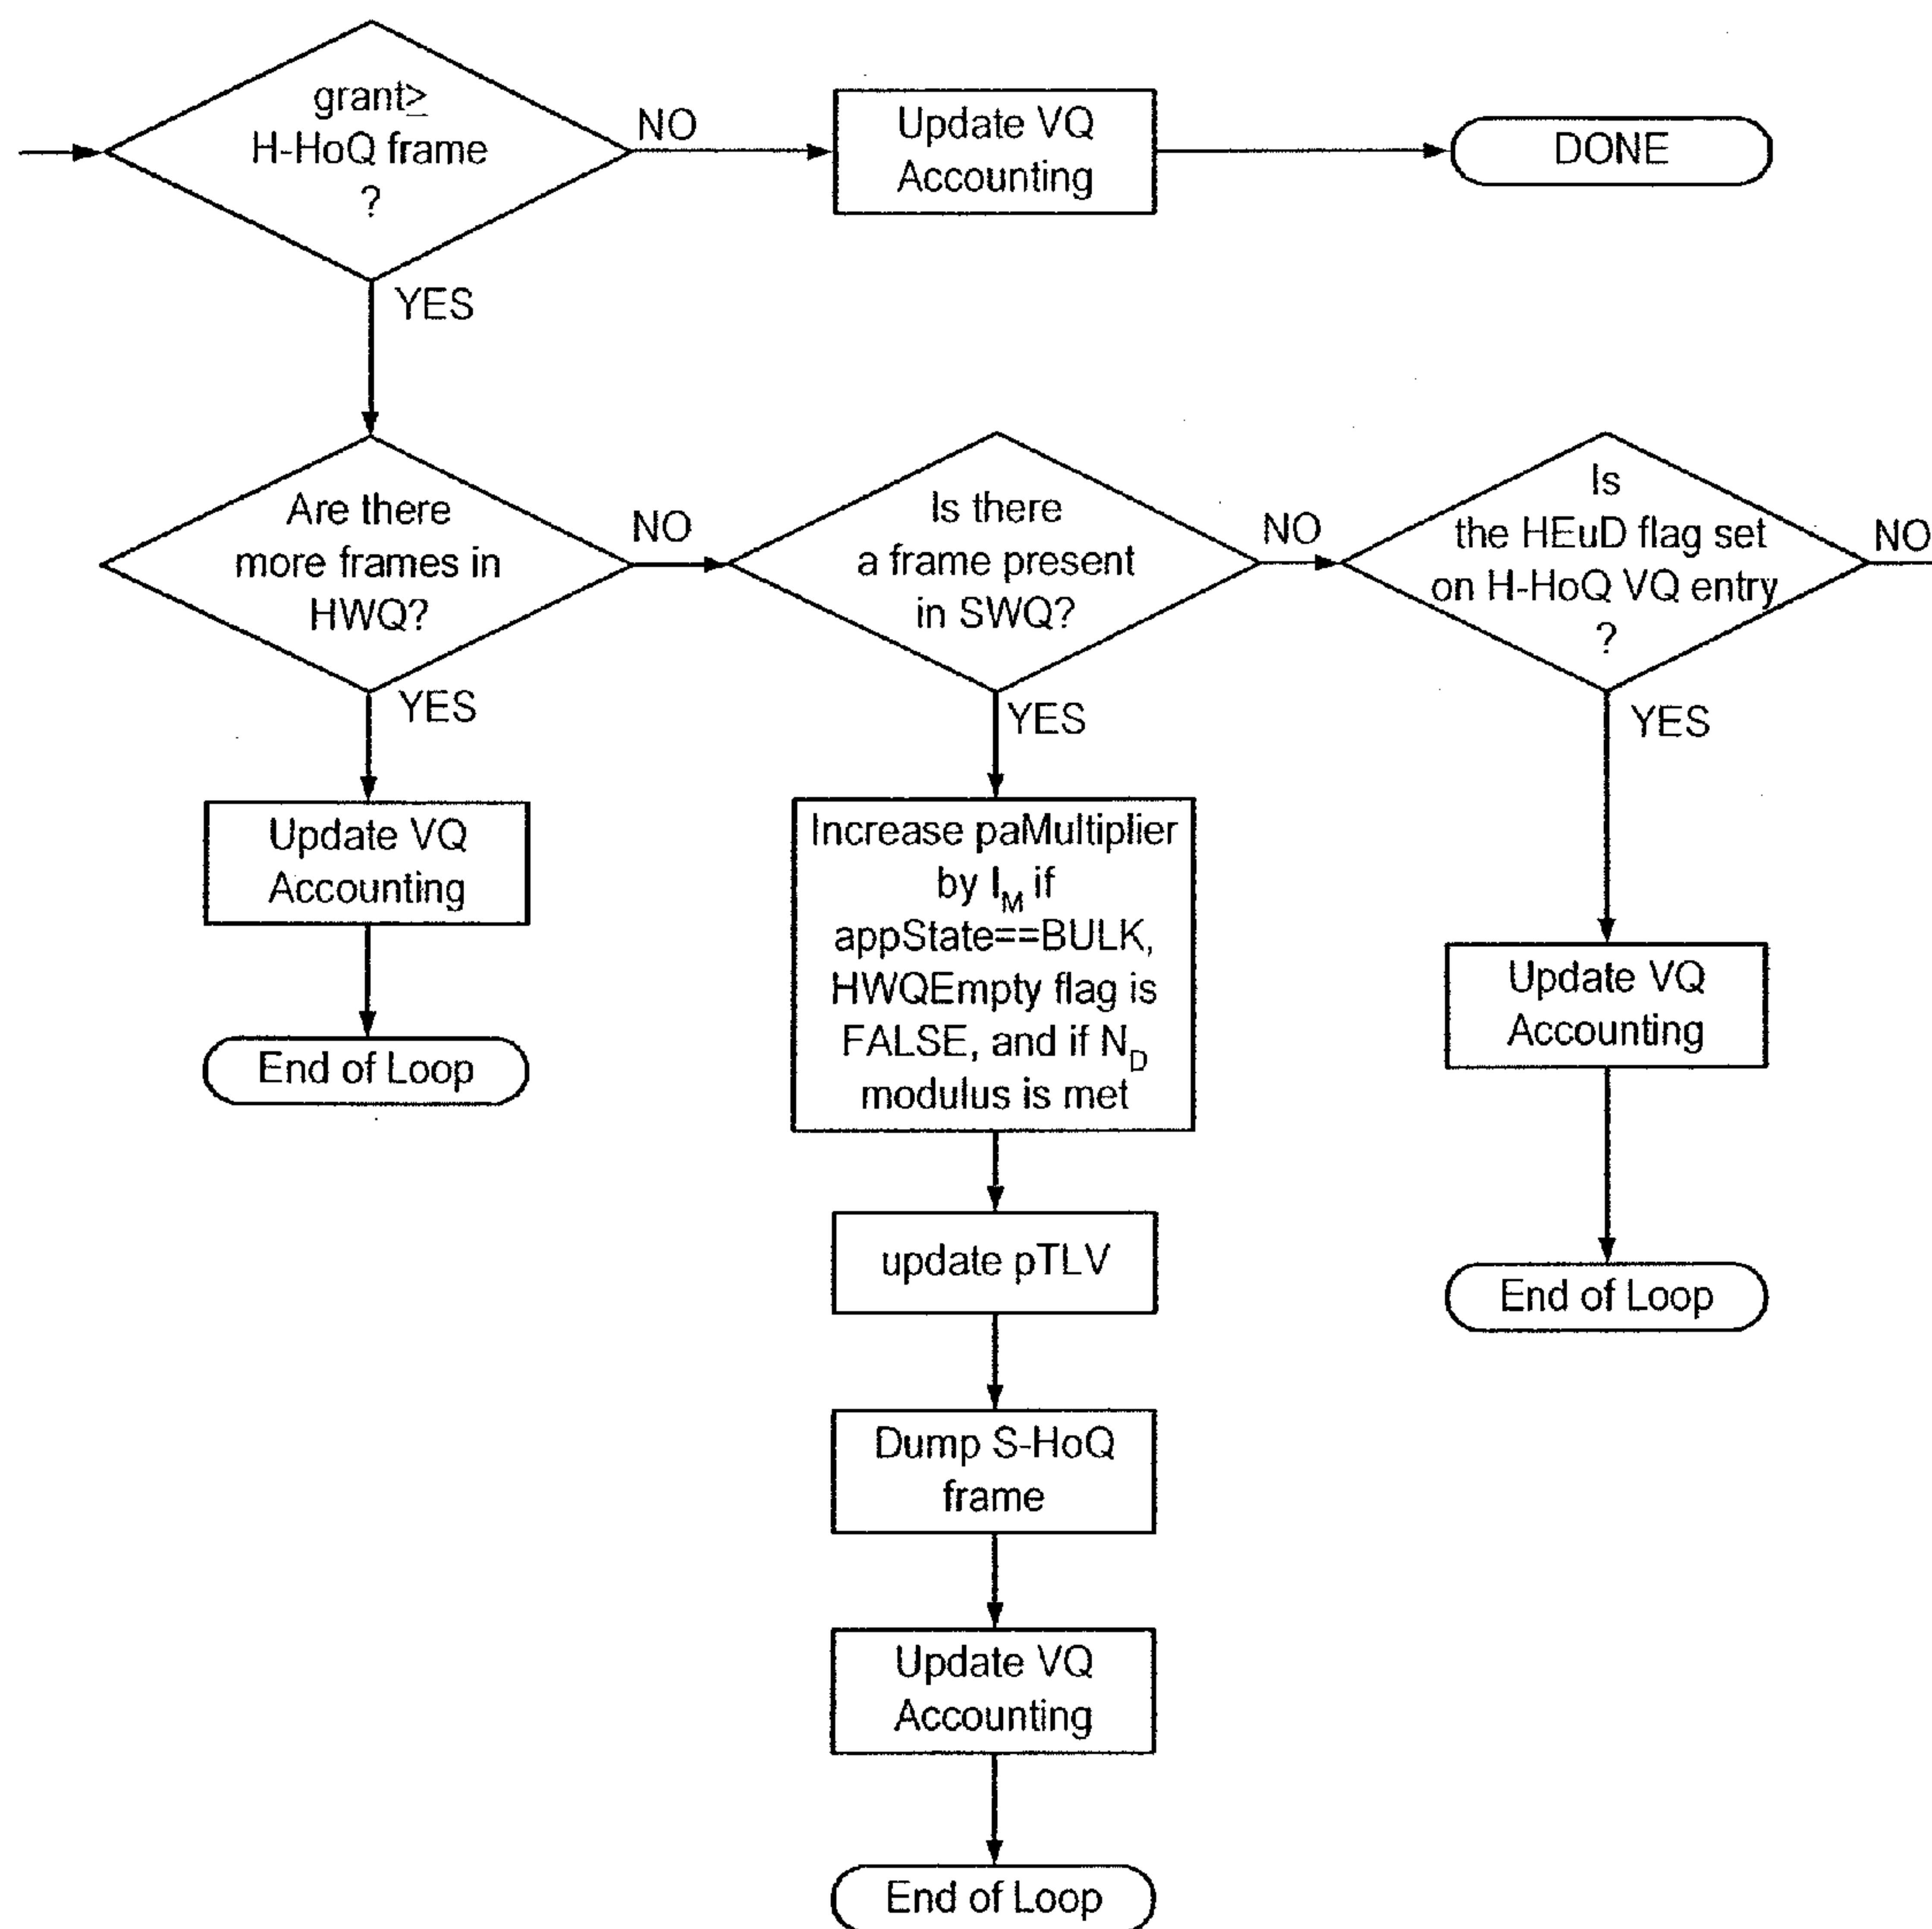 grant≥
H-HoQ frame
?
NO
Update VQ
Accounting
DONE
YES
Are there
more frames in
HWQ?
NO
Is there
a frame present
in SWQ?
NO
Is
the HEuD flag set
on H-HoQ VQ entry
?
NO
YES
Update VQ
Accounting
End of Loop
YES
Increase paMultiplier
by I_M if
appState==BULK,
HWQEmpty flag is
FALSE, and if N_D
modulus is met
update pTLV
Dump S-HoQ
frame
Update VQ
Accounting
End of Loop
YES
Update VQ
Accounting
End of Loop